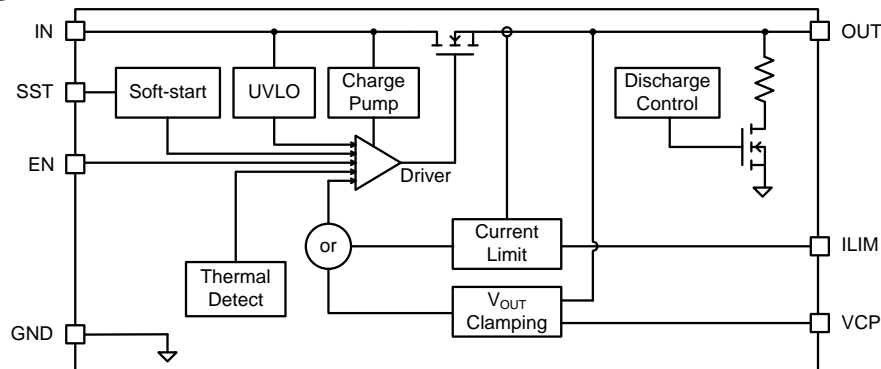 IN
OUT
SST
Soft-start
UVLO
Charge
Pump
Discharge
Control
EN
Driver
or
Current
Limit
ILIM
Thermal
Detect
VOUT
Clamping
GND
VCP